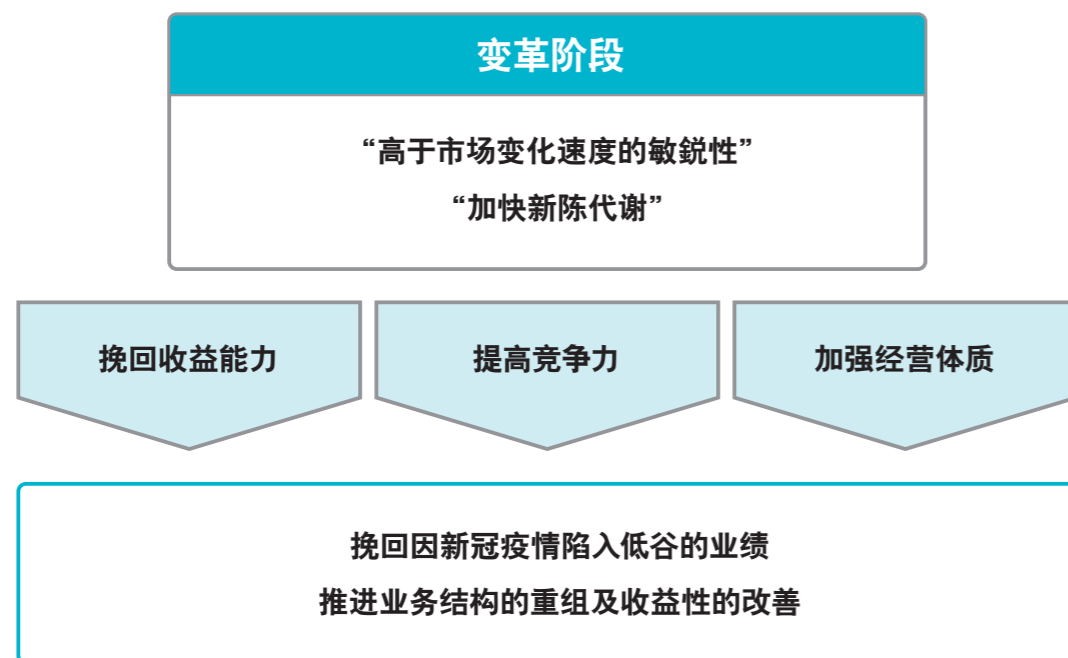 变革阶段
“高于市场变化速度的敏鋭性”
“加快新陈代谢”
挽回收益能力
提高竞争力
加强经营体质
挽回因新冠疫情陷入低谷的业绩
推进业务结构的重组及收益性的改善